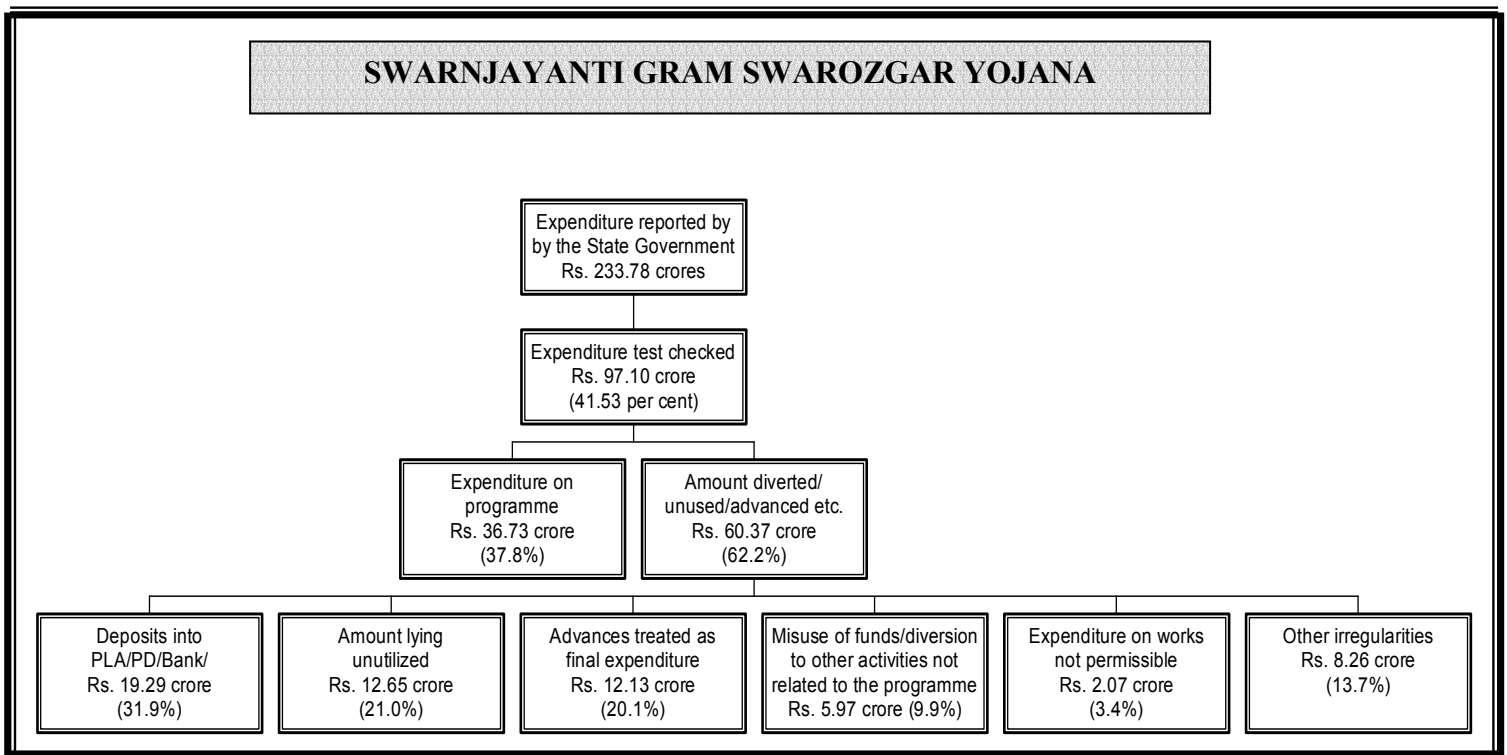 SWARNJAYANTI GRAM SWAROZGAR YOJANA
Expenditure reported by
by the State Government
Rs. 233.78 crores
Expenditure test checked
Rs. 97.10 crore
(41.53 per cent)
Expenditure on
programme
Rs. 36.73 crore
(37.8%)
Amount diverted/
unused/advanced etc.
Rs. 60.37 crore
(62.2%)
Deposits into
PLA/PD/Bank/
Rs. 19.29 crore
(31.9%)
Amount lying
unutilized
Rs. 12.65 crore
(21.0%)
Advances treated as
final expenditure
Rs. 12.13 crore
(20.1%)
Misuse of funds/diversion
to other activities not
related to the programme
Rs. 5.97 crore (9.9%)
Expenditure on works
not permissible
Rs. 2.07 crore
(3.4%)
Other irregularities
Rs. 8.26 crore
(13.7%)